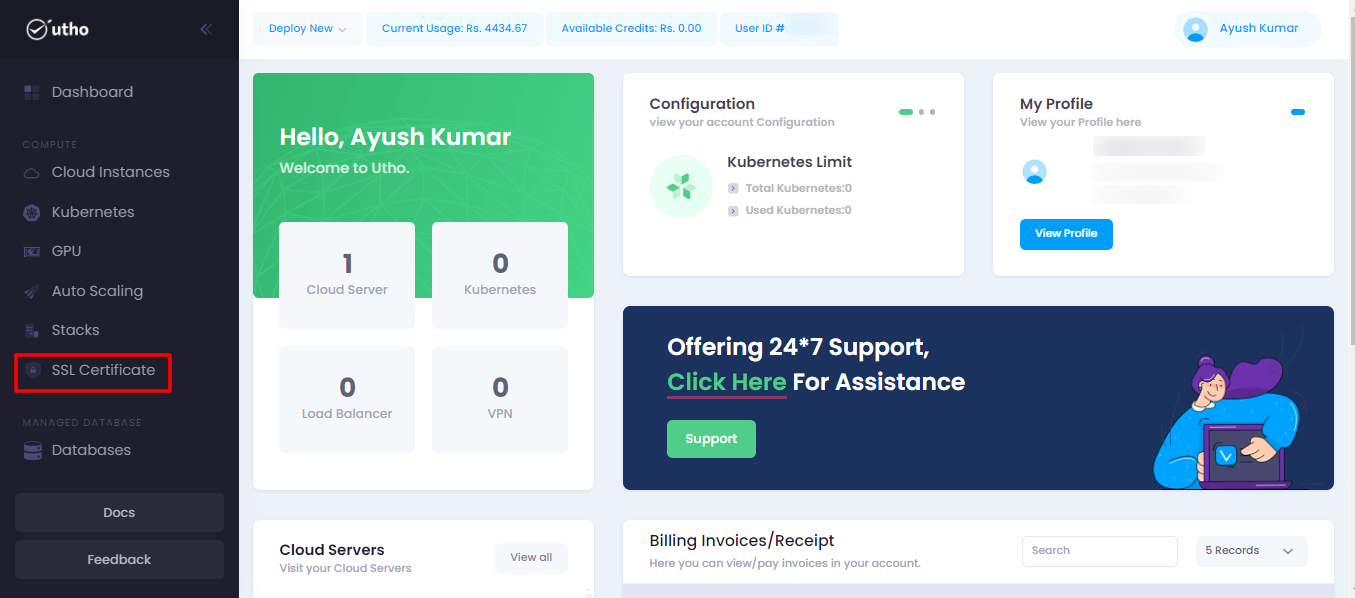 utho
Deploy New
Current Usage: Rs. 4434.67
Available Credits: Rs. 0.00
User ID #
Ayush Kumar
Dashboard
COMPUTE
Cloud Instances
Kubernetes
GPU
Auto Scaling
Stacks
SSL Certificate
MANAGED DATABASE
Databases
Docs
Feedback
Hello, Ayush Kumar
Welcome to Utho.
1
Cloud Server
0
Kubernetes
0
Load Balancer
0
VPN
Configuration
view your account Configuration
Kubernetes Limit
Total Kubernetes:0
Used Kubernetes:0
My Profile
View your Profile here
View Profile
Offering 24*7 Support,
Click Here For Assistance
Support
Cloud Servers
Visit your Cloud Servers
View all
Billing Invoices/Receipt
Here you can view/pay invoices in your account.
Search
5 Records